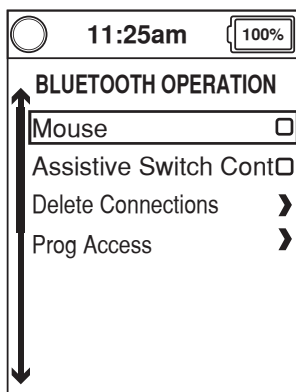 11:25am 100%
BLUETOOTH OPERATION
Mouse
Assistive Switch Cont
Delete Connections
Prog Access